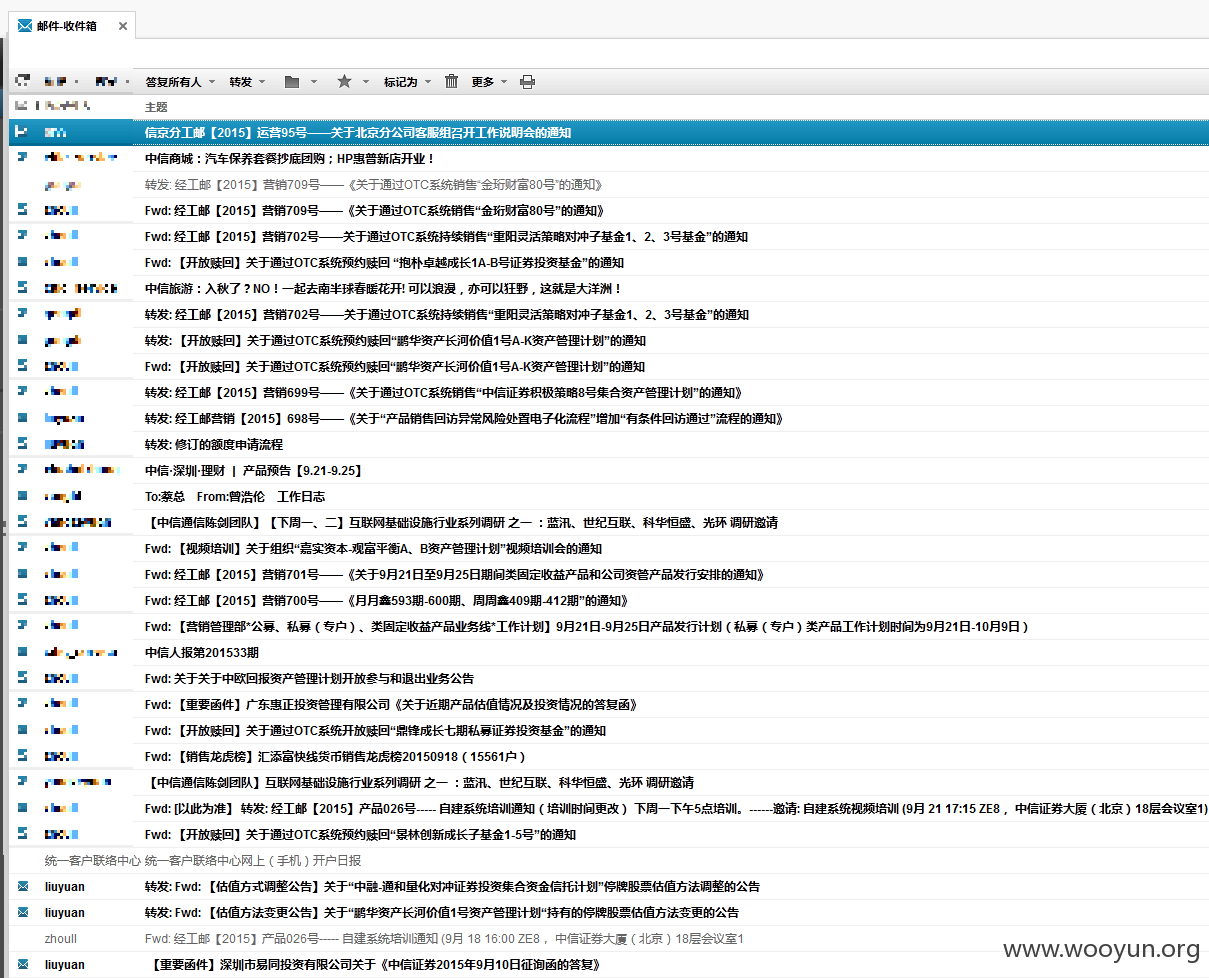 邮件-收件箱
答复所有人 转发 标记为 更多
主题
信京分工邮【2015】运营95号——关于北京分公司客服组召开工作说明会的通知
中信商城：汽车保养套餐抄底团购；HP惠普新店开业！
转发: 经工邮【2015】营销709号——《关于通过OTC系统销售“金珩财富80号”的通知》
Fwd: 经工邮【2015】营销709号——《关于通过OTC系统销售“金珩财富80号”的通知》
Fwd: 经工邮【2015】营销702号——关于通过OTC系统持续销售“重阳灵活策略对冲子基金1、2、3号基金”的通知
Fwd: 【开放赎回】关于通过OTC系统预约赎回 “抱朴卓越成长1A-B号证券投资基金”的通知
中信旅游：入秋了？NO！一起去南半球春暖花开! 可以浪漫，亦可以狂野，这就是大洋洲！
转发: 经工邮【2015】营销702号——关于通过OTC系统持续销售“重阳灵活策略对冲子基金1、2、3号基金”的通知
转发: 【开放赎回】关于通过OTC系统预约赎回“鹏华资产长河价值1号A-K资产管理计划”的通知
Fwd: 【开放赎回】关于通过OTC系统预约赎回“鹏华资产长河价值1号A-K资产管理计划”的通知
转发: 经工邮【2015】营销699号——《关于通过OTC系统销售“中信证券积极策略8号集合资产管理计划”的通知》
转发: 经工邮营销【2015】698号——《关于“产品销售回访异常风险处置电子化流程”增加“有条件回访通过”流程的通知》
转发: 修订的额度申请流程
中信·深圳·理财 | 产品预告【9.21-9.25】
To:蔡总 From:曾浩伦 工作日志
【中信通信陈剑团队】【下周一、二】互联网基础设施行业系列调研 之一 ：蓝汛、世纪互联、科华恒盛、光环 调研邀请
Fwd: 【视频培训】关于组织“嘉实资本-观富平衡A、B资产管理计划”视频培训会的通知
Fwd: 经工邮【2015】营销701号——《关于9月21日至9月25日期间类固定收益产品和公司资管产品发行安排的通知》
Fwd: 经工邮【2015】营销700号——《月月鑫593期-600期、周周鑫409期-412期”的通知》
Fwd: 【营销管理部*公募、私募（专户）、类固定收益产品业务线*工作计划】9月21日-9月25日产品发行计划（私募（专户）类产品工作计划时间为9月21日-10月9日）
中信人报第201533期
Fwd: 关于关于中欧回报资产管理计划开放参与和退出业务公告
Fwd: 【重要函件】广东惠正投资管理有限公司《关于近期产品估值情况及投资情况的答复函》
Fwd: 【开放赎回】关于通过OTC系统开放赎回“鼎锋成长七期私募证券投资基金”的通知
Fwd: 【销售龙虎榜】汇添富快线货币销售龙虎榜20150918（15561户）
【中信通信陈剑团队】互联网基础设施行业系列调研 之一 ：蓝汛、世纪互联、科华恒盛、光环 调研邀请
Fwd: [以此为准】 转发: 经工邮【2015】产品026号----- 自建系统培训通知（培训时间更改） 下周一下午5点培训。------邀请: 自建系统视频培训 (9月 21 17:15 ZE8 ，中信证券大厦（北京）18层会议室1)
Fwd: 【开放赎回】关于通过OTC系统预约赎回“景林创新成长子基金1-5号”的通知
统一客户联络中心 统一客户联络中心网上（手机）开户日报
liuyuan 转发: Fwd: 【估值方式调整公告】关于“中融-通和量化对冲证券投资集合资金信托计划”停牌股票估值方法调整的公告
liuyuan 转发: Fwd: 【估值方法变更公告】关于“鹏华资产长河价值1号资产管理计划“持有的停牌股票估值方法变更的公告
zhoull Fwd: 经工邮【2015】产品026号----- 自建系统培训通知 (9月 18 16:00 ZE8 ，中信证券大厦（北京）18层会议室1
liuyuan 【重要函件】深圳市易同投资有限公司关于《中信证券2015年9月10日征询函的答复》
www.wooyun.org